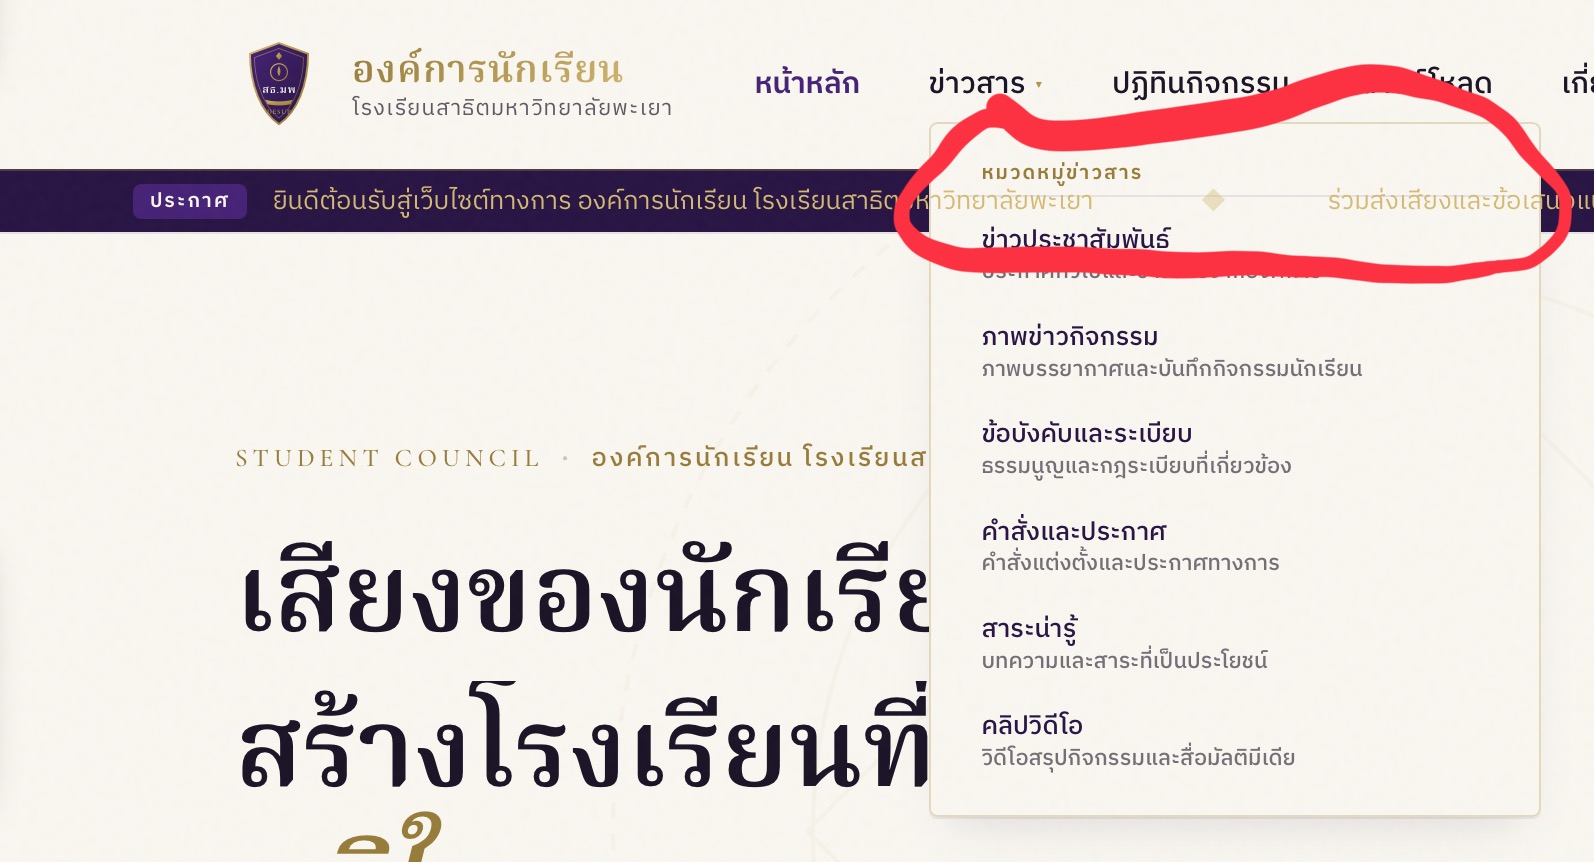 สธ.มพ
องค์การนักเรียน
โรงเรียนสาธิตมหาวิทยาลัยพะเยา
หน้าหลัก
ข่าวสาร
ปฏิทินกิจกรรม
ประกาศ
ยินดีต้อนรับสู่เว็บไซต์ทางการ องค์การนักเรียน โรงเรียนสาธิตมหาวิทยาลัยพะเยา
ร่วมส่งเสียงและข้อเสนอแ
หมวดหมู่ข่าวสาร
ข่าวประชาสัมพันธ์
ภาพข่าวกิจกรรม
ภาพบรรยากาศและบันทึกกิจกรรมนักเรียน
ข้อบังคับและระเบียบ
ธรรมนูญและกฎระเบียบที่เกี่ยวข้อง
คำสั่งและประกาศ
คำสั่งแต่งตั้งและประกาศทางการ
สาระน่ารู้
บทความและสาระที่เป็นประโยชน์
คลิปวิดีโอ
วิดีโอสรุปกิจกรรมและสื่อมัลติมีเดีย
STUDENT COUNCIL • องค์การนักเรียน โรงเรียนส
เสียงของนักเรีย
สร้างโรงเรียนที่